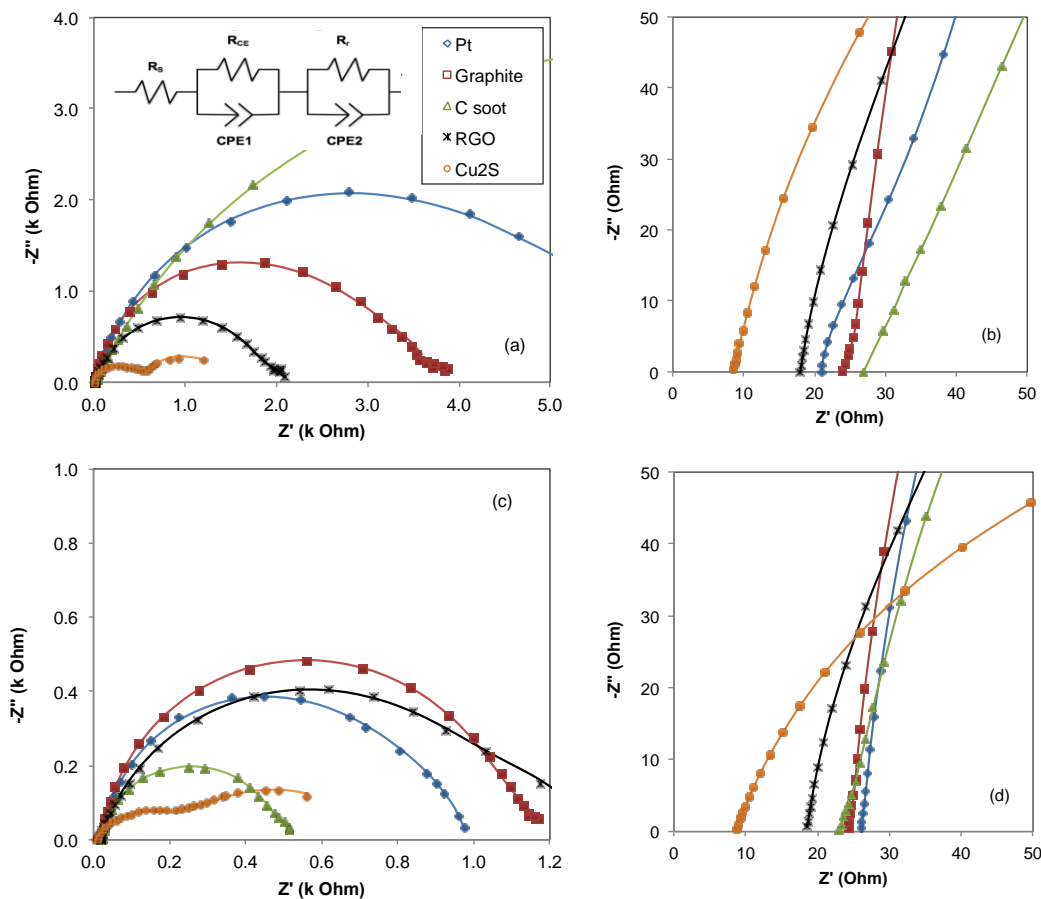 4.0
3.0
2.0
1.0
0.0
-Z" (k Ohm)
0.0 1.0 2.0 3.0 4.0 5.0
Z' (k Ohm)
RS
RCE
CPE1
Rr
CPE2
Pt
Graphite
C soot
RGO
Cu2S
(a)
50
40
30
20
10
0
-Z" (Ohm)
0 10 20 30 40 50
Z' (Ohm)
(b)
1.0
0.8
0.6
0.4
0.2
0.0
-Z" (k Ohm)
0.0 0.2 0.4 0.6 0.8 1.0 1.2
Z' (k Ohm)
(c)
50
40
30
20
10
0
-Z" (Ohm)
0 10 20 30 40 50
Z' (Ohm)
(d)